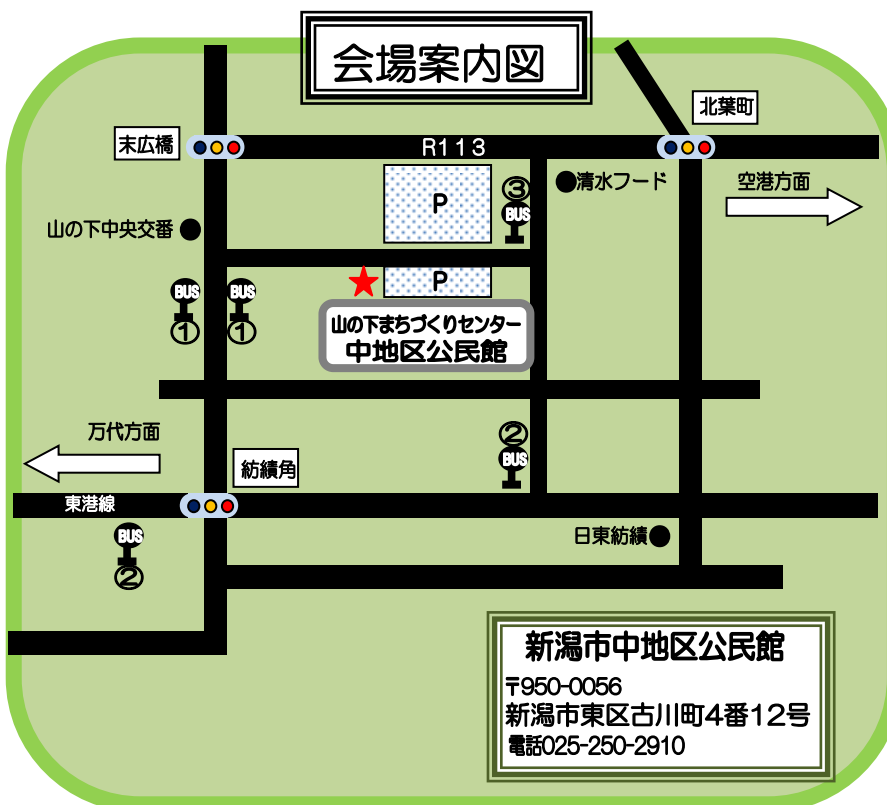 会場案内図
北葉町
末広橋
R113
清水フード
空港方面
P
③
BUS
山の下中央交番
P
BUS
BUS
①
①
山の下まちづくりセンター
中地区公民館
万代方面
②
BUS
紡績角
東港線
BUS
②
日東紡績
新潟市中地区公民館
〒950-0056
新潟市東区古川町4番12号
電話025-250-2910